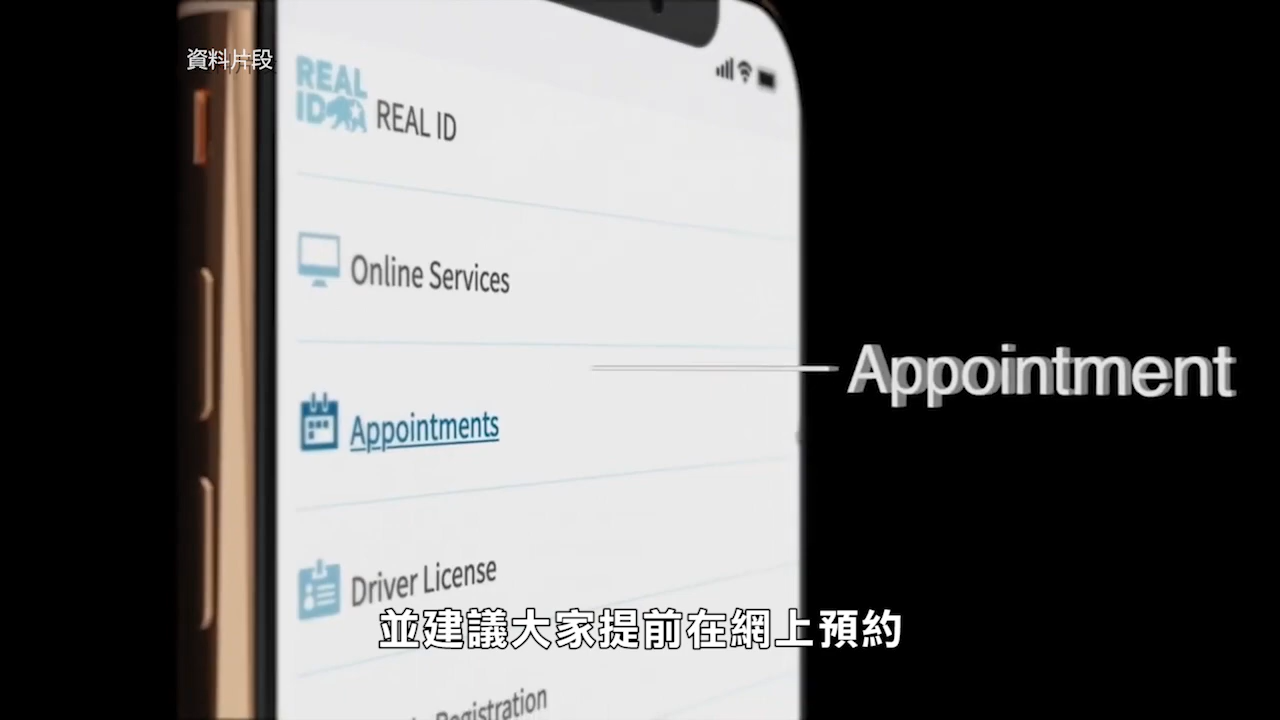 資料片段
REAL
ID
REAL ID
Online Services
Appointments
Appointment
Driver License
並建議大家提前在網上預約
Registration